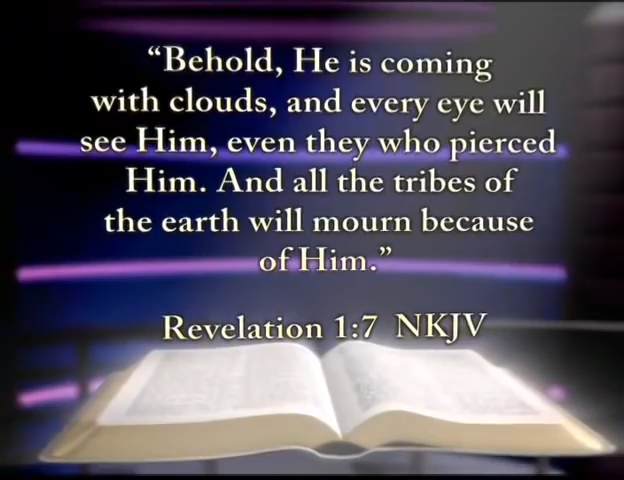 “Behold, He is coming
with clouds, and every eye will
see Him, even they who pierced
Him. And all the tribes of
the earth will mourn because
of Him.”
Revelation 1:7 NKJV